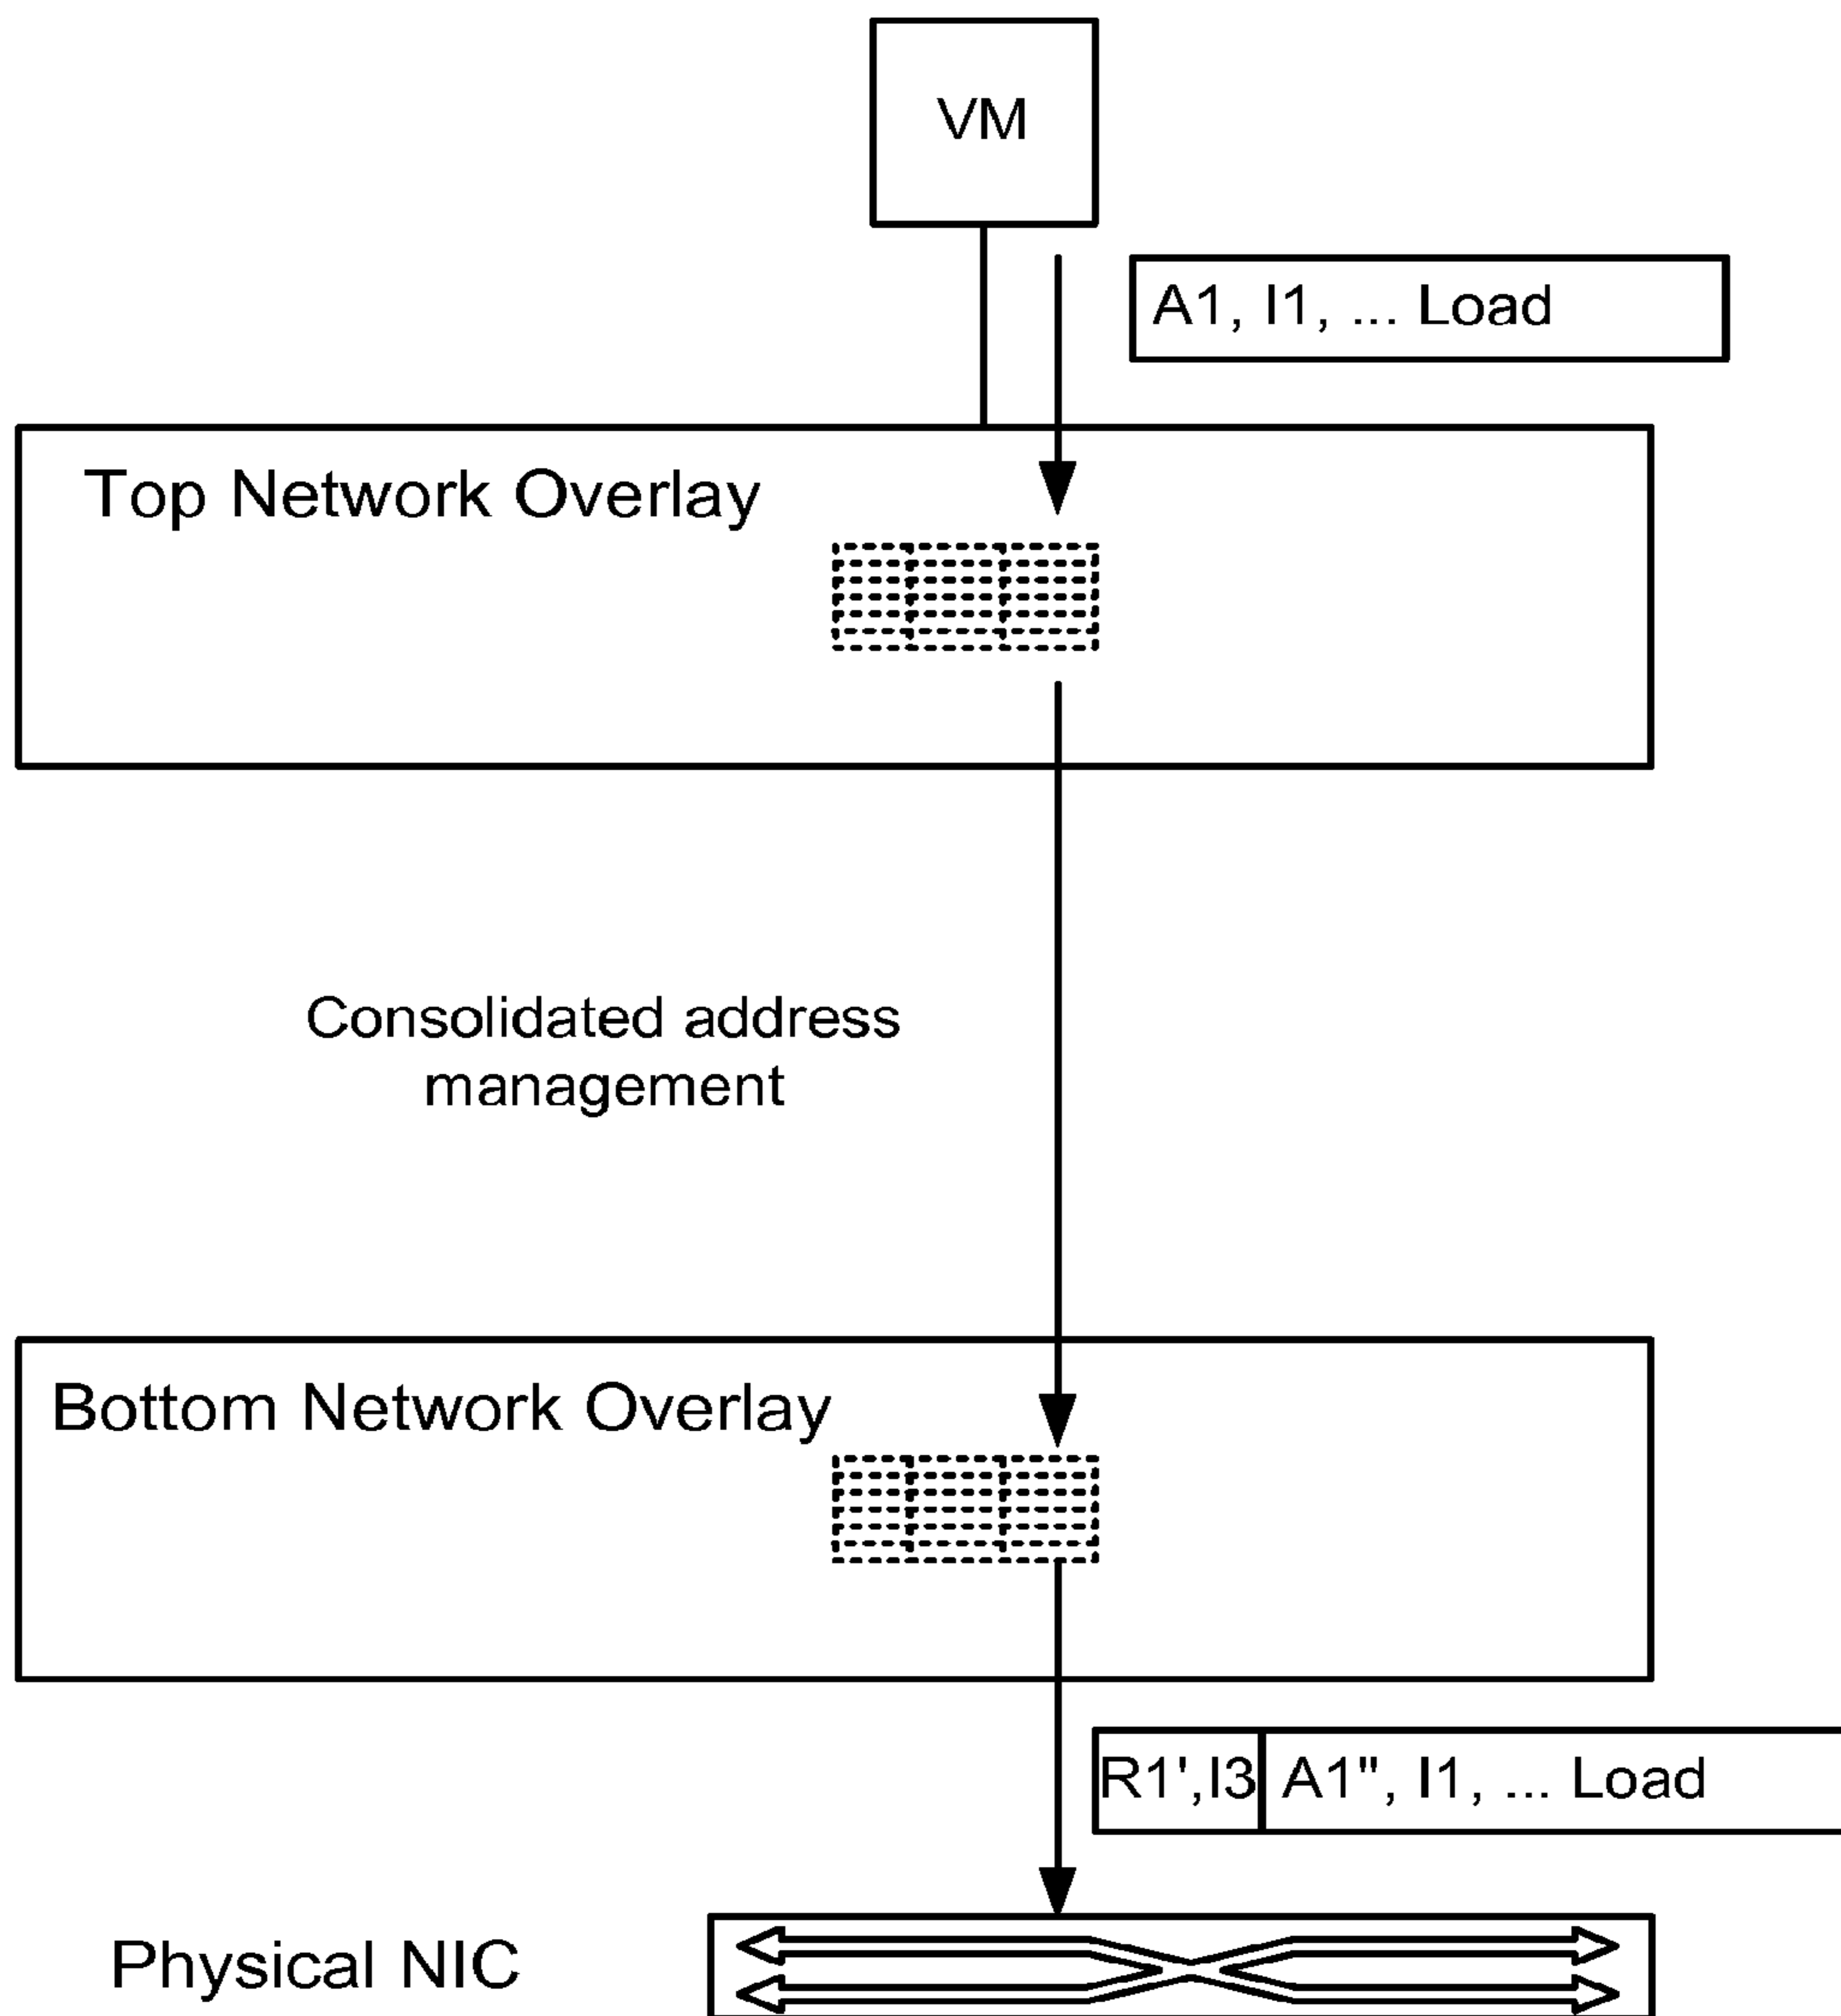 VM
A1, I1, ... Load
Top Network Overlay
Consolidated address
management
Bottom Network Overlay
R1',I3 A1", I1, ... Load
Physical NIC